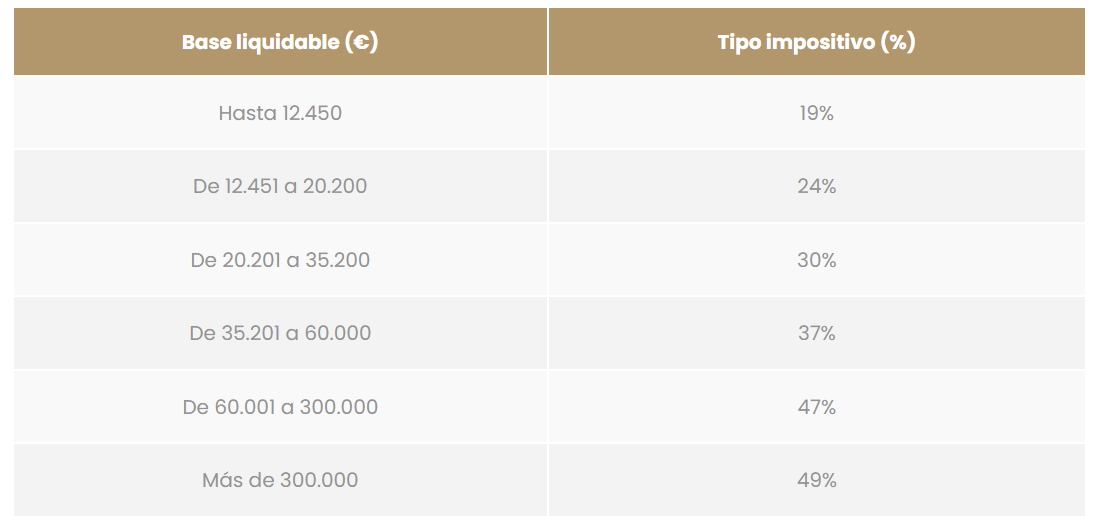 Base liquidable (€) Tipo impositivo (%)
Hasta 12.450 19%
De 12.451 a 20.200 24%
De 20.201 a 35.200 30%
De 35.201 a 60.000 37%
De 60.001 a 300.000 47%
Más de 300.000 49%